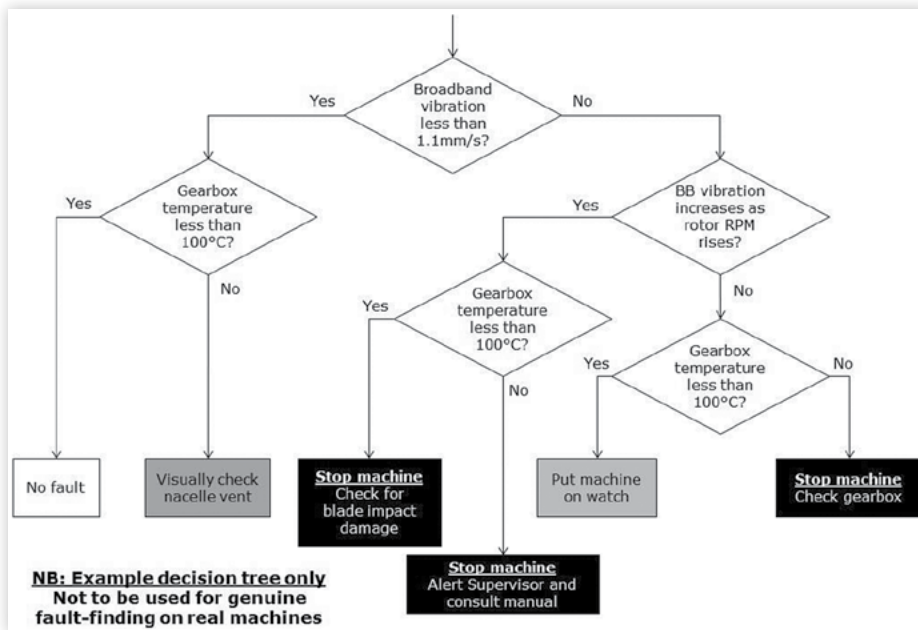 Broadband
vibration
less than
1.1mm/s?
Yes
No
Gearbox
temperature
less than
100°C?
Yes
No
BB vibration
increases as
rotor RPM
rises?
Yes
No
Gearbox
temperature
less than
100°C?
Yes
No
Gearbox
temperature
less than
100°C?
Yes
No
No fault
Visually check
nacelle vent
Stop machine
Check for
blade impact
damage
Put machine
on watch
Stop machine
Check gearbox
Stop machine
Alert Supervisor and
consult manual
NB: Example decision tree only
Not to be used for genuine
fault-finding on real machines